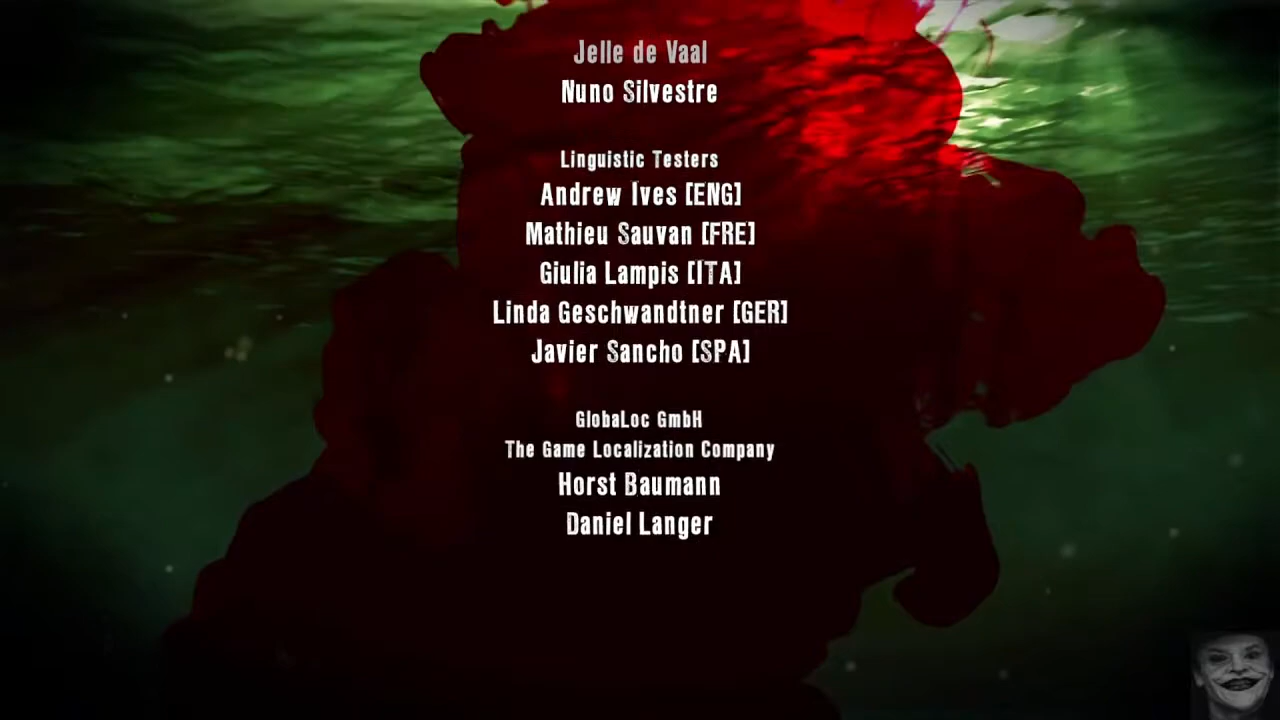 Jelle de Vaal
Nuno Silvestre
Linguistic Testers
Andrew Ives [ENG]
Mathieu Sauvan [FRE]
Giulia Lampis [ITA]
Linda Geschwandtner [GER]
Javier Sancho [SPA]
GlobaLoc GmbH
The Game Localization Company
Horst Baumann
Daniel Langer